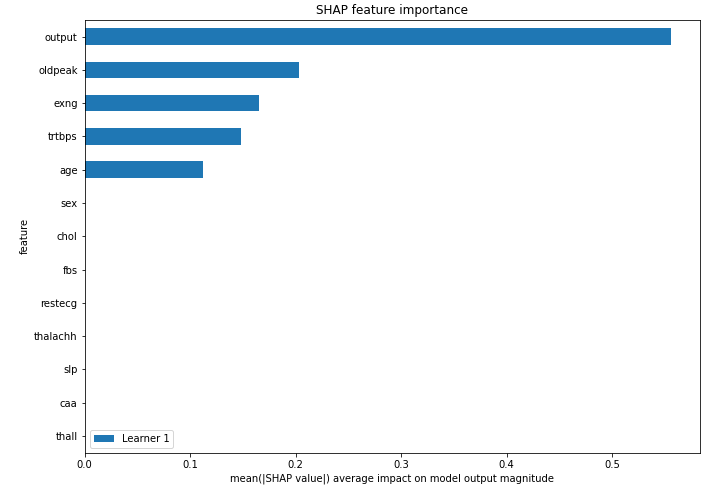 SHAP feature importance
output
oldpeak
exng
trtbps
age
sex
chol
fbs
restecg
thalachh
slp
caa
thall
feature
Learner 1
0.0 0.1 0.2 0.3 0.4 0.5
mean(|SHAP value|) average impact on model output magnitude